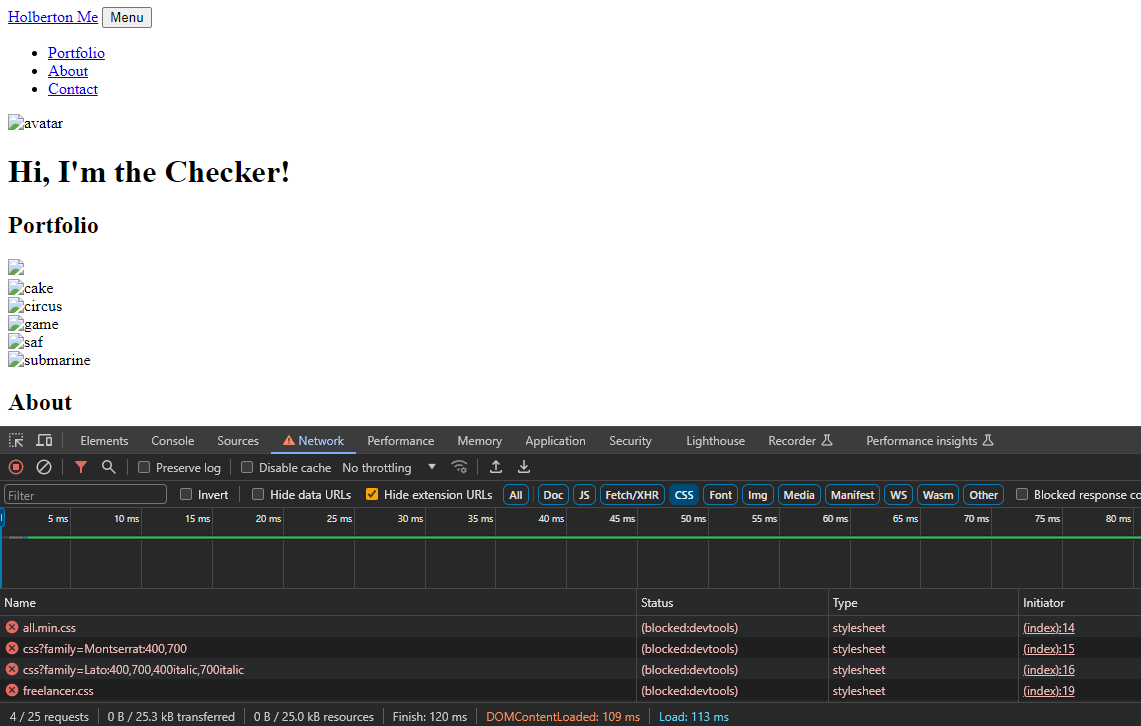 Holberton Me Menu
Portfolio
About
Contact
avatar
Hi, I'm the Checker!
Portfolio
cake
circus
game
saf
submarine
About
Elements Console Sources Network Performance Memory Application Security Lighthouse Recorder Performance insights
Preserve log Disable cache No throttling
Filter Invert Hide data URLs Hide extension URLs All Doc JS Fetch/XHR CSS Font Img Media Manifest WS Wasm Other Blocked response co
5 ms 10 ms 15 ms 20 ms 25 ms 30 ms 35 ms 40 ms 45 ms 50 ms 55 ms 60 ms 65 ms 70 ms 75 ms 80 ms
Name Status Type Initiator
all.min.css (blocked:devtools) stylesheet (index):14
css?family=Montserrat:400,700 (blocked:devtools) stylesheet (index):15
css?family=Lato:400,700,400italic,700italic (blocked:devtools) stylesheet (index):16
freelancer.css (blocked:devtools) stylesheet (index):19
4 / 25 requests 0 B / 25.3 kB transferred 0 B / 25.0 kB resources Finish: 120 ms DOMContentLoaded: 109 ms Load: 113 ms